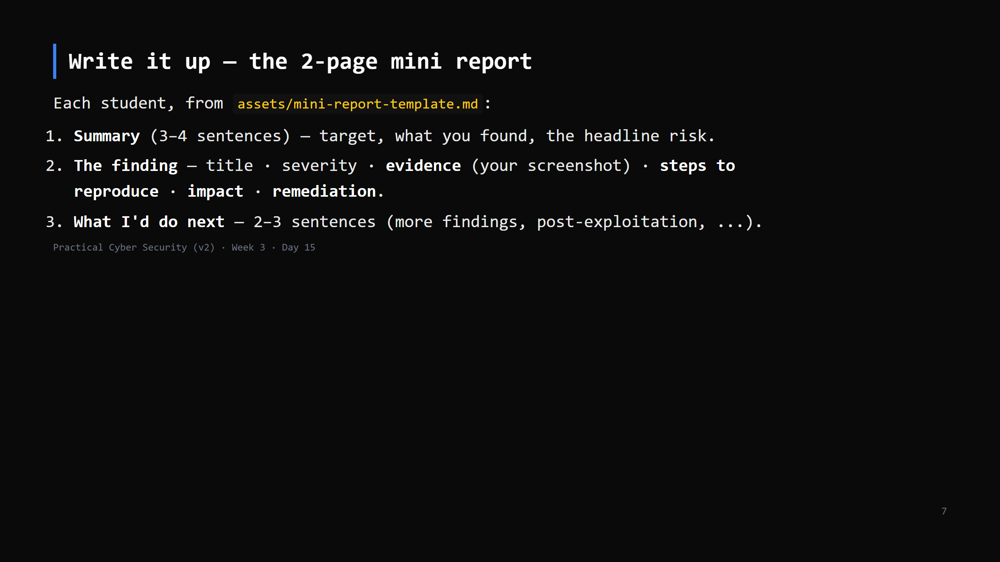 Write it up — the 2-page mini report
Each student, from assets/mini-report-template.md:
1. Summary (3–4 sentences) — target, what you found, the headline risk.
2. The finding — title · severity · evidence (your screenshot) · steps to
reproduce · impact · remediation.
3. What I'd do next — 2–3 sentences (more findings, post-exploitation, ...).
Practical Cyber Security (v2) · Week 3 · Day 15
7